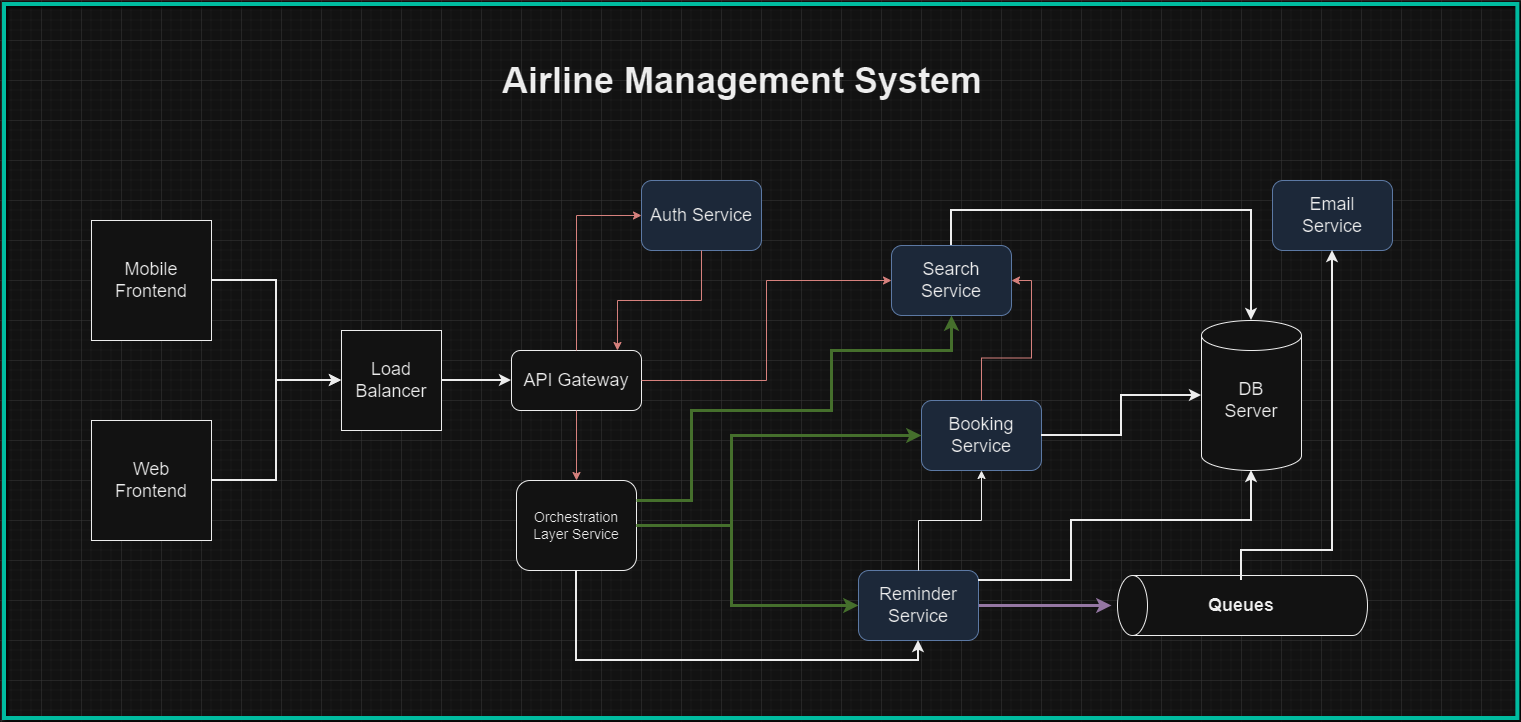 Airline Management System
Auth Service
Email
Service
Mobile
Frontend
Search
Service
Load
Balancer
API Gateway
DB
Server
Web
Frontend
Booking
Service
Orchestration
Layer Service
Reminder
Service
Queues